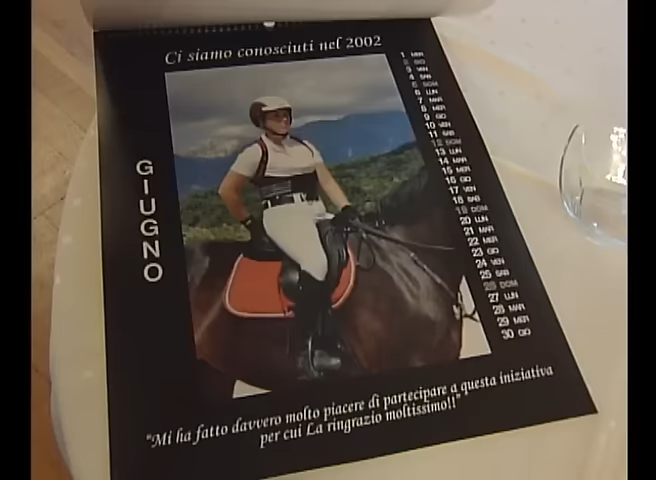 Ci siamo conosciuti nel 2002
GIUGNO
1 MER
2 GIO
3 VEN
4 SAB
5 DOM
6 LUN
7 MAR
8 MER
9 GIO
10 VEN
11 SAB
12 DOM
13 LUN
14 MAR
15 MER
16 GIO
17 VEN
18 SAB
19 DOM
20 LUN
21 MAR
22 MER
23 GIO
24 VEN
25 SAB
26 DOM
27 LUN
28 MAR
29 MER
30 GIO
"Mi ha fatto davvero molto piacere di partecipare a questa iniziativa
per cui La ringrazio moltissimo!!"